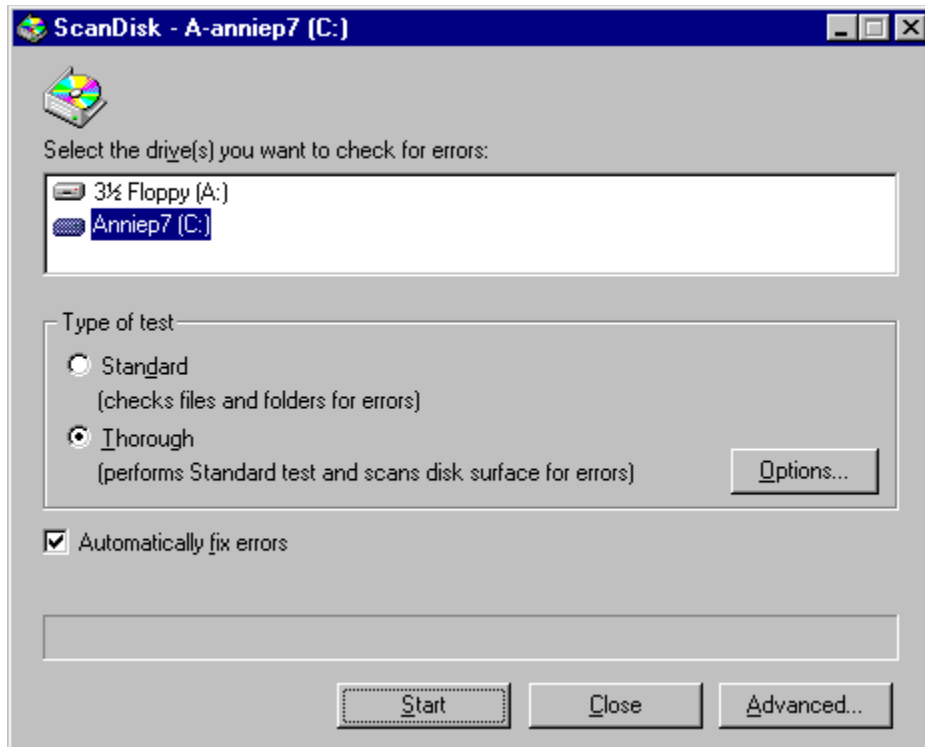 ScanDisk - A-anniep7 (C:)
Select the drive(s) you want to check for errors:
3½ Floppy (A:)
Anniep7 (C:)
Type of test
Standard
(checks files and folders for errors)
Thorough
(performs Standard test and scans disk surface for errors)
Options...
Automatically fix errors
Start Close Advanced...